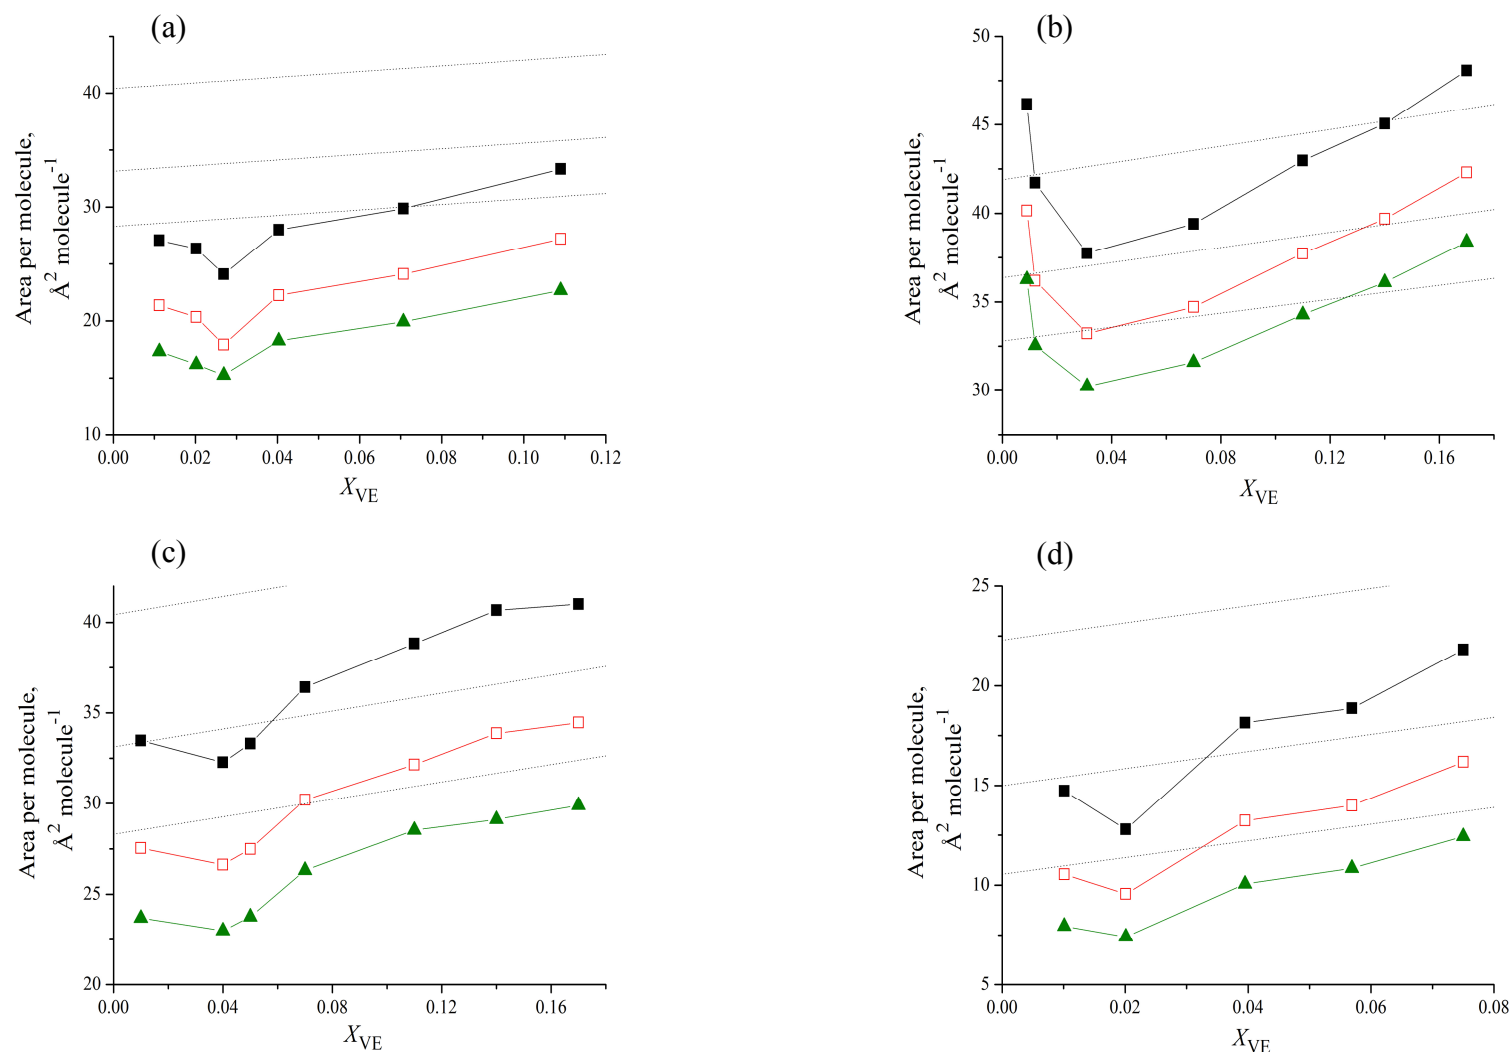 (a)
Area per molecule,
Å² molecule⁻¹
40
30
20
10
0.00 0.02 0.04 0.06 0.08 0.10 0.12
X_VE
(b)
Area per molecule,
Å² molecule⁻¹
50
45
40
35
30
0.00 0.04 0.08 0.12 0.16
X_VE
(c)
Area per molecule,
Å² molecule⁻¹
40
35
30
25
20
0.00 0.04 0.08 0.12 0.16
X_VE
(d)
Area per molecule,
Å² molecule⁻¹
25
20
15
10
5
0.00 0.02 0.04 0.06 0.08
X_VE